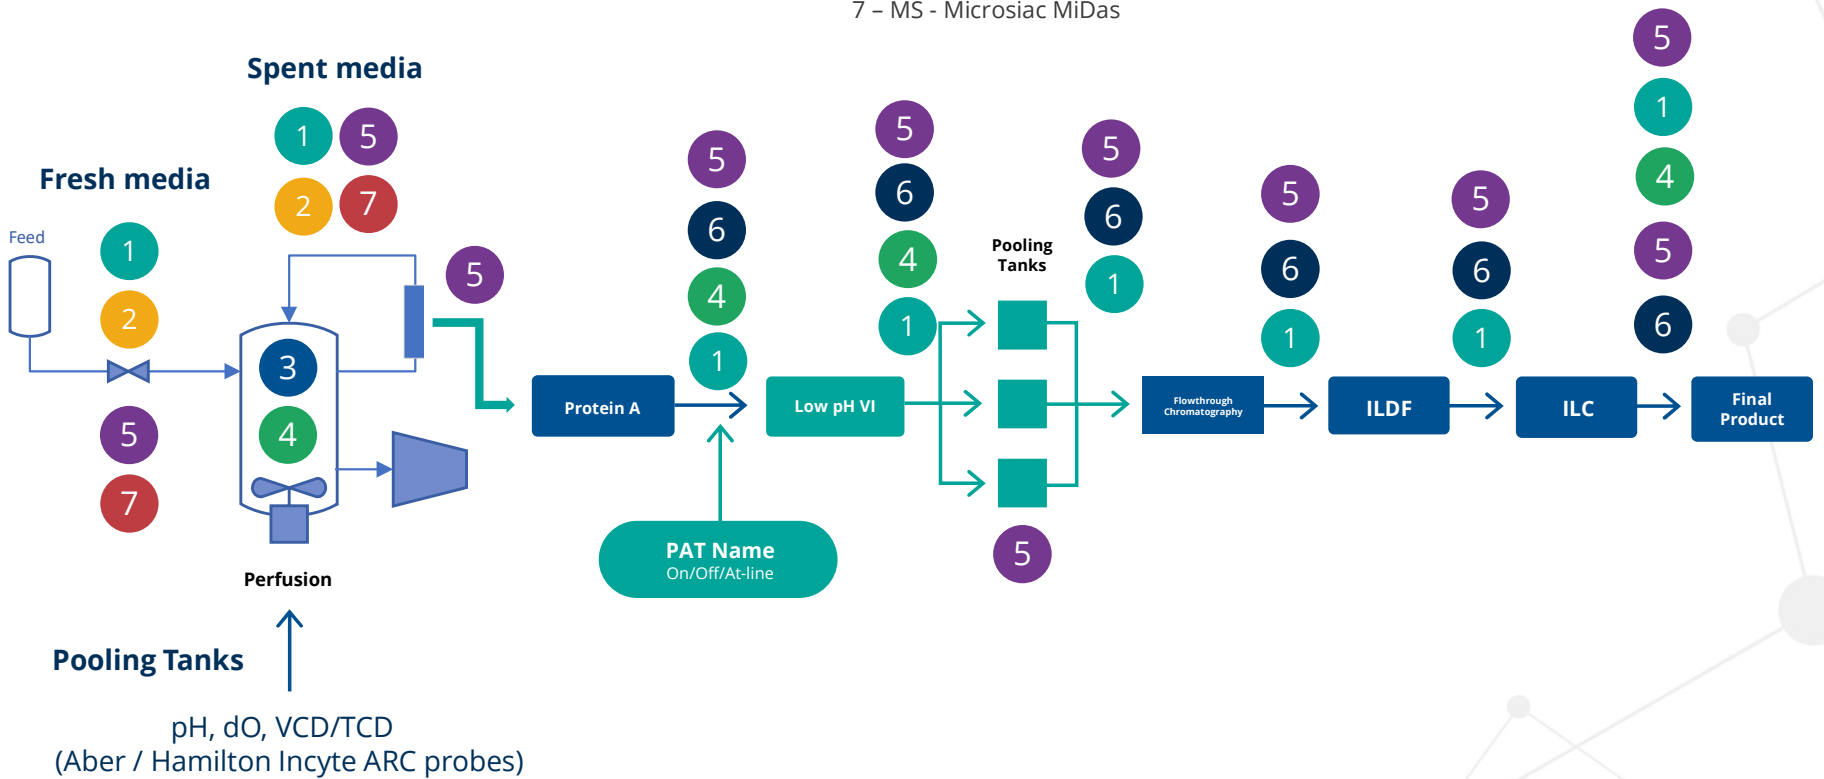 7 – MS - Microsiac MiDas
Spent media
1 5
2 7
Fresh media
Feed
1
2
5
7
3
4
5
Perfusion
Pooling Tanks
pH, dO, VCD/TCD
(Aber / Hamilton Incyte ARC probes)
5
6
4
1
Protein A
PAT Name
On/Off/At-line
5
6
4
1
Low pH VI
Pooling
Tanks
5
5
6
1
Flowthrough
Chromatography
5
6
1
ILDF
5
6
1
ILC
5
1
4
5
6
Final
Product